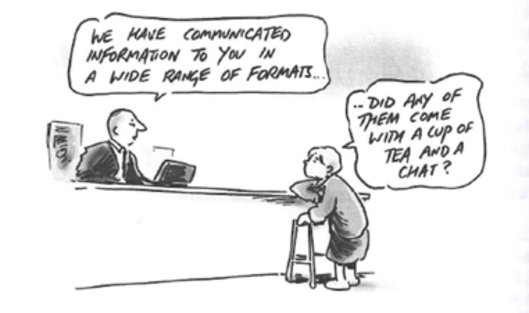 WE HAVE COMMUNICATED
INFORMATION TO YOU IN
A WIDE RANGE OF FORMATS...
...DID ANY OF
THEM COME
WITH A CUP OF
TEA AND A
CHAT?